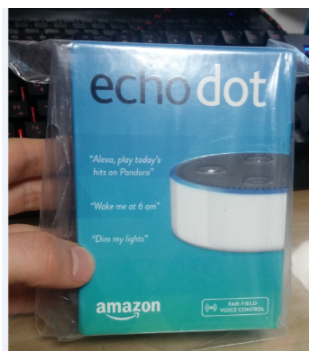 echo dot
"Alexa, play today's
hits on Pandora"
"Wake me at 6 am"
"Dim my lights"
amazon
FAR-FIELD
VOICE CONTROL